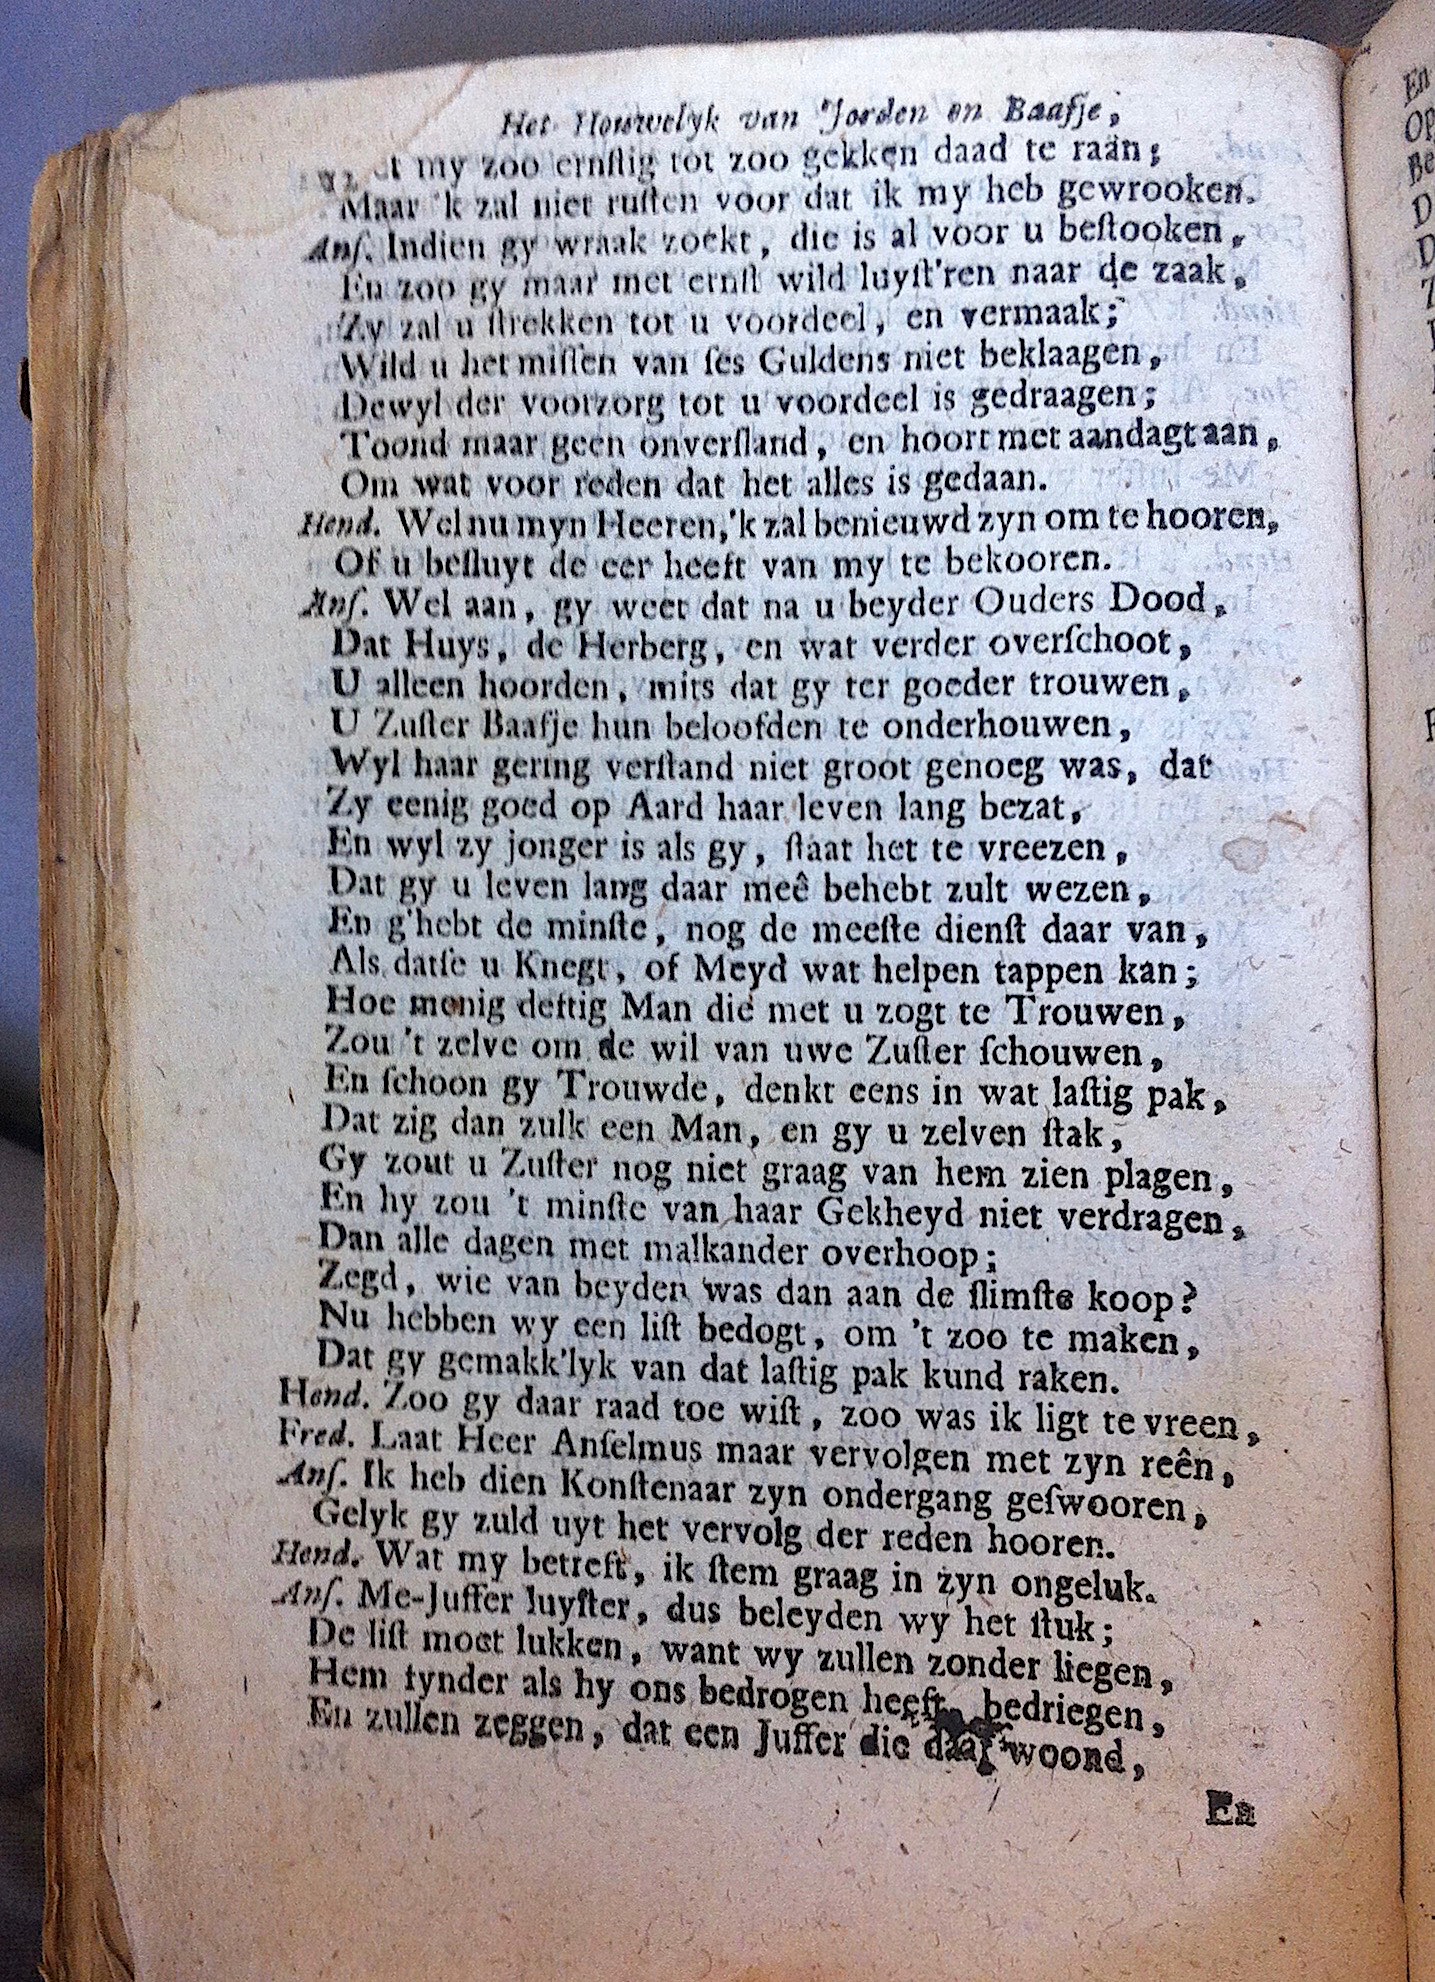 Het Houwelyk van Jorden en Baafje,
my zoo ernſtig tot zoo gekken daad te raän;
Maar 'k zal niet ruſten voor dat ik my heb gewrooken.
Anſ. Indien gy wraak zoekt, die is al voor u beſtooken,
En zoo gy maar met ernſt wild luyſt'ren naar de zaak,
Zy zal u ſtrekken tot u voordeel, en vermaak;
Wild u het miſſen van ſes Guldens niet beklaagen,
Dewyl der voorzorg tot u voordeel is gedraagen;
Toond maar geen onverſtand, en hoort met aandagt aan,
Om wat voor reden dat het alles is gedaan.
Hend. Wel nu myn Heeren, 'k zal benieuwd zyn om te hooren,
Of u beſluyt de eer heeft van my te bekooren.
Anſ. Wel aan, gy weet dat na u beyder Ouders Dood,
Dat Huys, de Herberg, en wat verder overſchoot,
U alleen hoorden, mits dat gy ter goeder trouwen,
U Zuſter Baafje hun beloofden te onderhouwen,
Wyl haar gering verſtand niet groot genoeg was, dat
Zy eenig goed op Aard haar leven lang bezat,
En wyl zy jonger is als gy, ſtaat het te vreezen,
Dat gy u leven lang daar meê behebt zult wezen,
En g'hebt de minſte, nog de meeſte dienſt daar van,
Als datſe u Knegt, of Meyd wat helpen tappen kan;
Hoe menig deftig Man die met u zogt te Trouwen,
Zou 't zelve om de wil van uwe Zuſter ſchouwen,
En ſchoon gy Trouwde, denkt eens in wat laſtig pak,
Dat zig dan zulk een Man, en gy u zelven ſtak,
Gy zout u Zuſter nog niet graag van hem zien plagen,
En hy zou 't minſte van haar Gekheyd niet verdragen,
Dan alle dagen met malkander overhoop;
Zegd, wie van beyden was dan aan de ſlimſte koop?
Nu hebben wy een liſt bedogt, om 't zoo te maken,
Dat gy gemakk'lyk van dat laſtig pak kund raken.
Hend. Zoo gy daar raad toe wiſt, zoo was ik ligt te vreen,
Fred. Laat Heer Anſelmus maar vervolgen met zyn reên,
Anſ. Ik heb dien Konſtenaar zyn ondergang geſwooren,
Gelyk gy zuld uyt het vervolg der reden hooren.
Hend. Wat my betreft, ik ſtem graag in zyn ongeluk.
Anſ. Me-Juffer luyſter, dus beleyden wy het ſtuk;
De liſt moet lukken, want wy zullen zonder liegen,
Hem fynder als hy ons bedrogen heeft, bedriegen,
En zullen zeggen, dat een Juffer die daar woond,
En